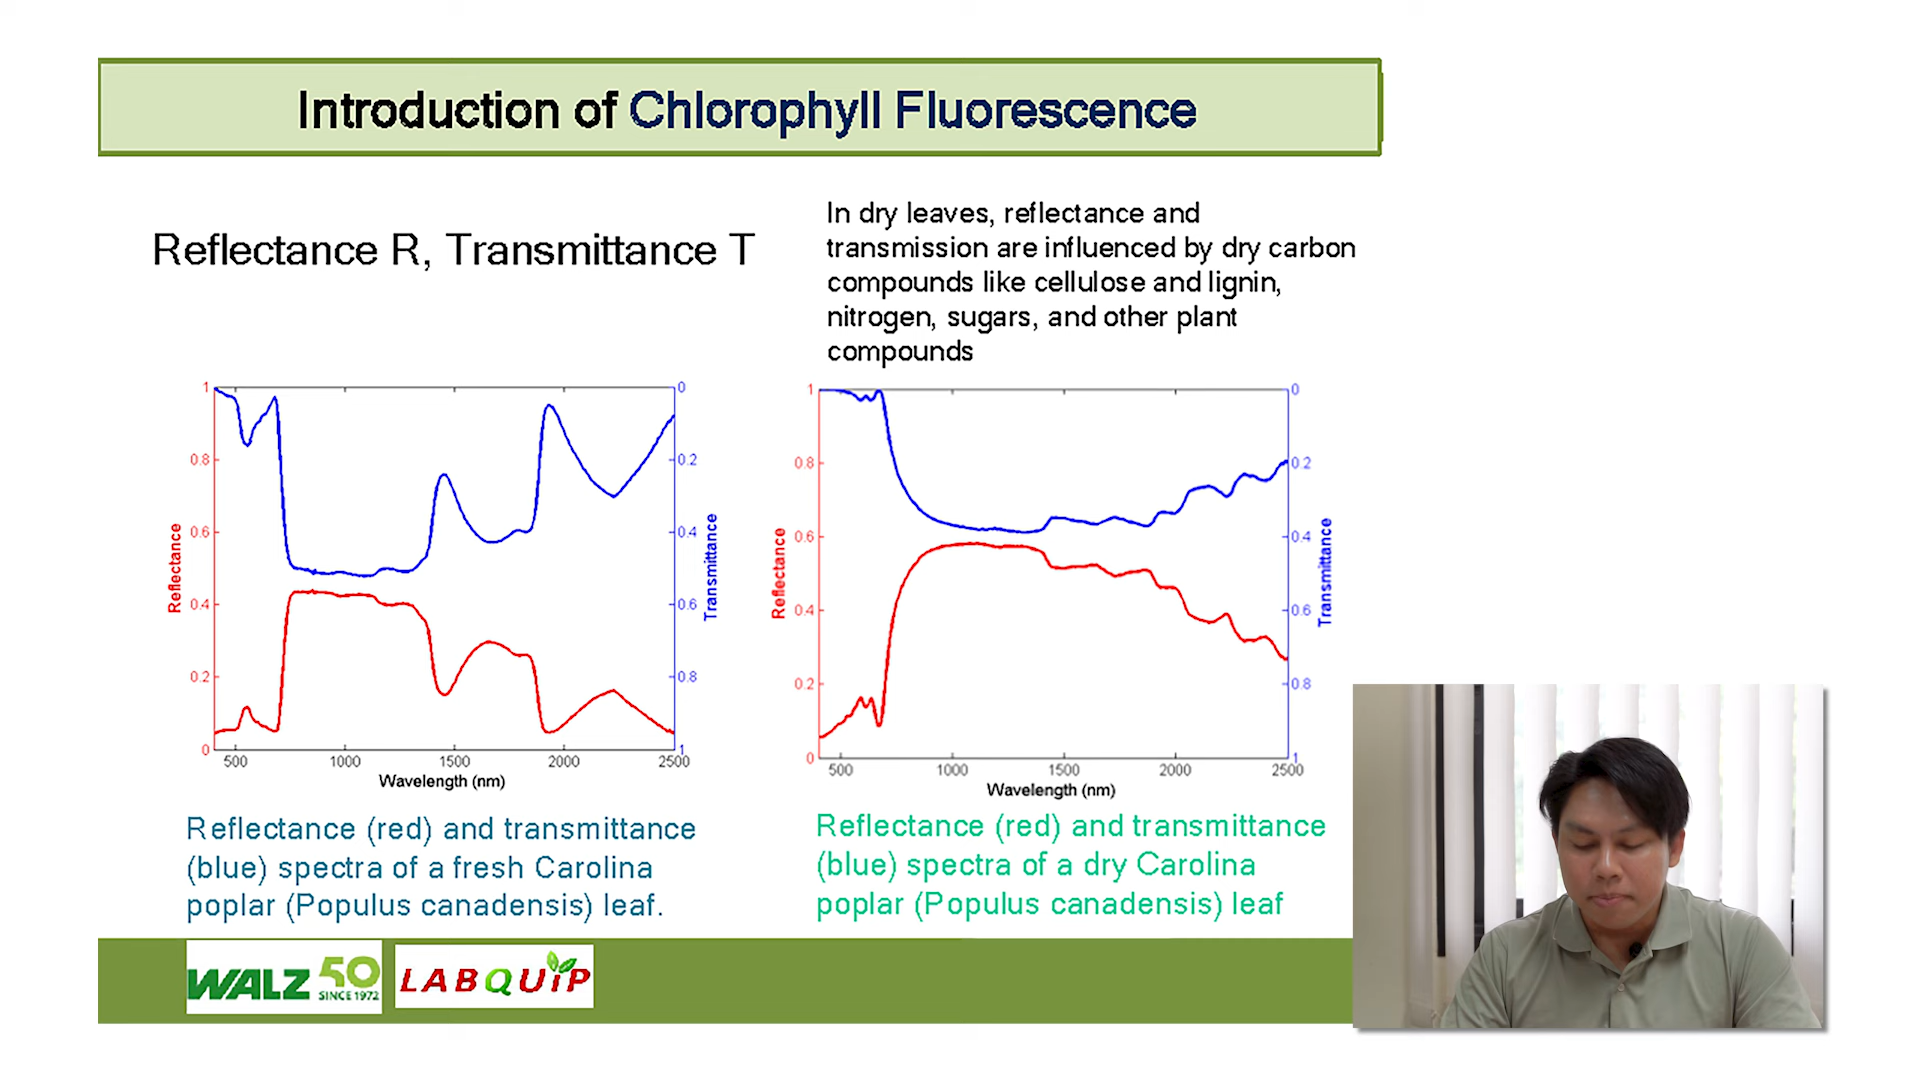 Introduction of Chlorophyll Fluorescence
Reflectance R, Transmittance T
In dry leaves, reflectance and
transmission are influenced by dry carbon
compounds like cellulose and lignin,
nitrogen, sugars, and other plant
compounds
1
0.8
0.6
0.4
0.2
0
Reflectance
0
0.2
0.4
0.6
0.8
1
Transmittance
500 1000 1500 2000 2500
Wavelength (nm)
1
0.8
0.6
0.4
0.2
0
Reflectance
0
0.2
0.4
0.6
0.8
1
Transmittance
500 1000 1500 2000 2500
Wavelength (nm)
Reflectance (red) and transmittance
(blue) spectra of a fresh Carolina
poplar (Populus canadensis) leaf.
Reflectance (red) and transmittance
(blue) spectra of a dry Carolina
poplar (Populus canadensis) leaf
WALZ 50
SINCE 1972
LABQUiP